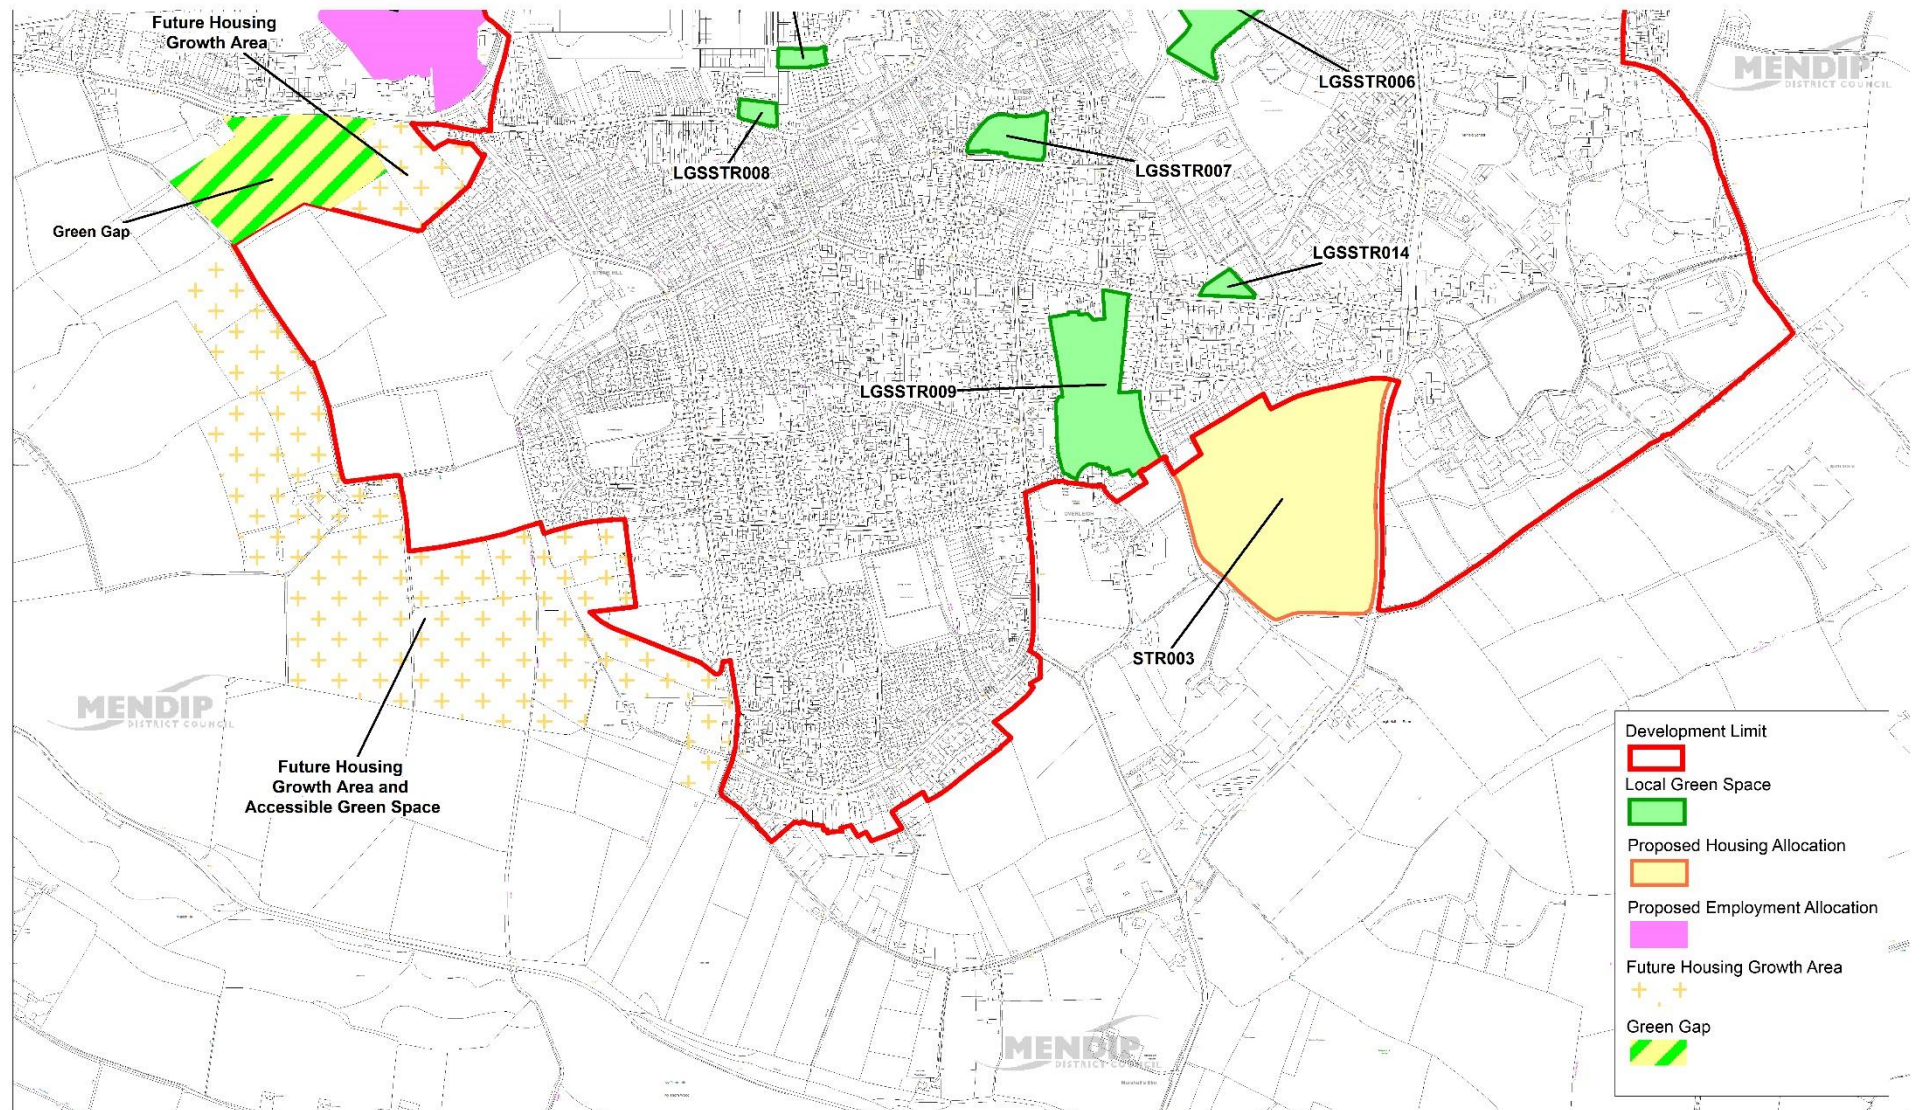 Future Housing
Growth Area
MENDIP
DISTRICT COUNCIL
LGSSTR006
LGSSTR008
LGSSTR007
Green Gap
LGSSTR014
LGSSTR009
OVERLEIGH
STR003
MENDIP
DISTRICT COUNCIL
Future Housing
Growth Area and
Accessible Green Space
Development Limit
Local Green Space
Proposed Housing Allocation
Proposed Employment Allocation
Future Housing Growth Area
Green Gap
MENDIP
DISTRICT COUNCIL